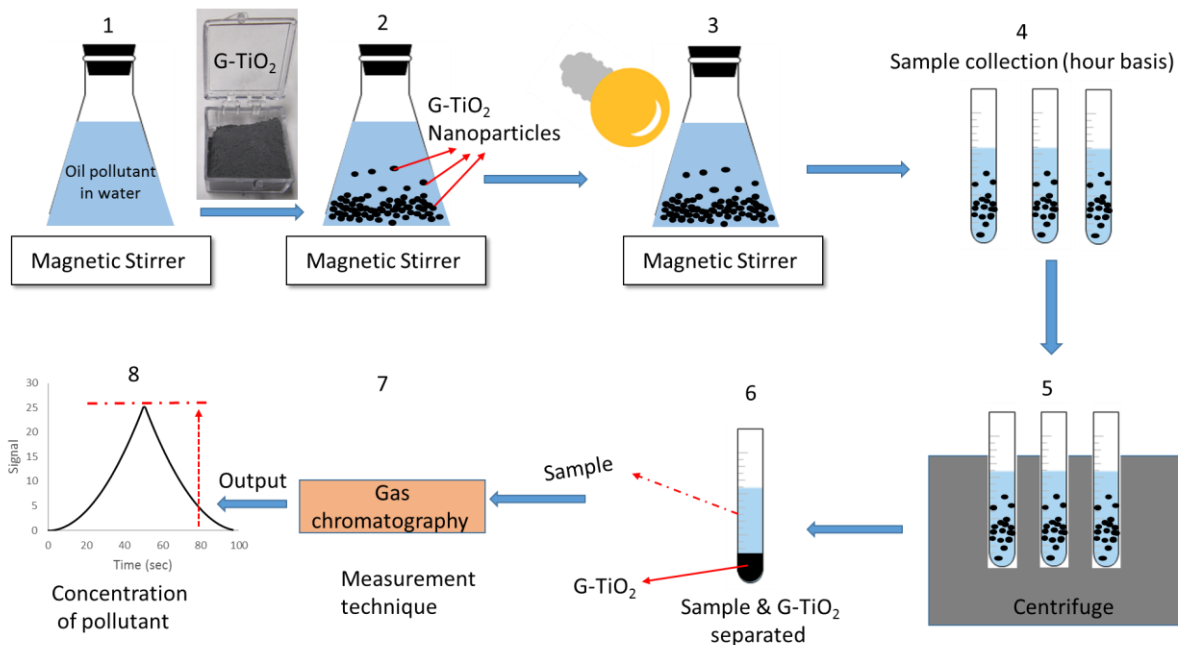 1
G-TiO₂
2
3
4
Sample collection (hour basis)
G-TiO₂
Nanoparticles
Oil pollutant
in water
Magnetic Stirrer
Magnetic Stirrer
Magnetic Stirrer
5
Centrifuge
6
Sample
G-TiO₂
Sample & G-TiO₂
separated
7
Gas
chromatography
Measurement
technique
Output
8
30
25
20
15
10
5
0
Signal
0 20 40 60 80 100
Time (sec)
Concentration
of pollutant